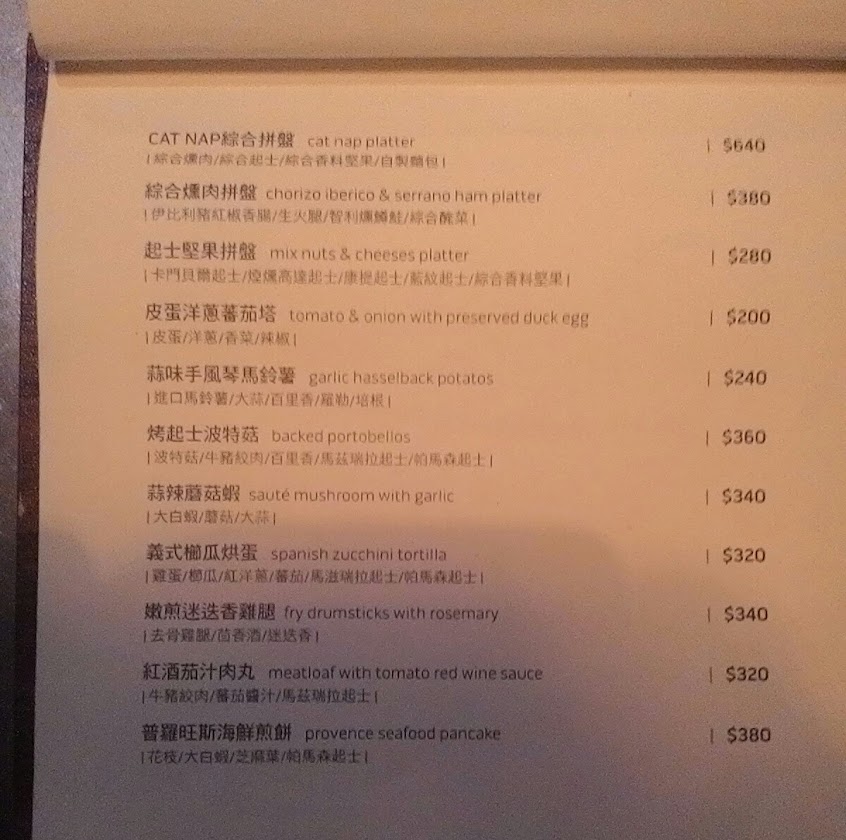 CAT NAP綜合拼盤 cat nap platter | $640
| 綜合燻肉/綜合起士/綜合香料堅果/自製麵包 |
綜合燻肉拼盤 chorizo iberico & serrano ham platter | $380
| 伊比利豬紅椒香腸/生火腿/智利燻鱒鮭/綜合醃菜 |
起士堅果拼盤 mix nuts & cheeses platter | $280
| 卡門貝爾起士/煙燻高達起士/康提起士/藍紋起士/綜合香料堅果 |
皮蛋洋蔥蕃茄塔 tomato & onion with preserved duck egg | $200
| 皮蛋/洋蔥/香菜/辣椒 |
蒜味手風琴馬鈴薯 garlic hasselback potatos | $240
| 進口馬鈴薯/大蒜/百里香/羅勒/培根 |
烤起士波特菇 backed portobellos | $360
| 波特菇/牛豬絞肉/百里香/馬茲瑞拉起士/帕馬森起士 |
蒜辣蘑菇蝦 sauté mushroom with garlic | $340
| 大白蝦/蘑菇/大蒜 |
義式櫛瓜烘蛋 spanish zucchini tortilla | $320
| 雞蛋/櫛瓜/紅洋蔥/蕃茄/馬滋瑞拉起士/帕馬森起士 |
嫩煎迷迭香雞腿 fry drumsticks with rosemary | $340
| 去骨雞腿/茴香酒/迷迭香 |
紅酒茄汁肉丸 meatloaf with tomato red wine sauce | $320
| 牛豬絞肉/蕃茄醬汁/馬茲瑞拉起士 |
普羅旺斯海鮮煎餅 provence seafood pancake | $380
| 花枝/大白蝦/芝麻葉/帕馬森起士 |